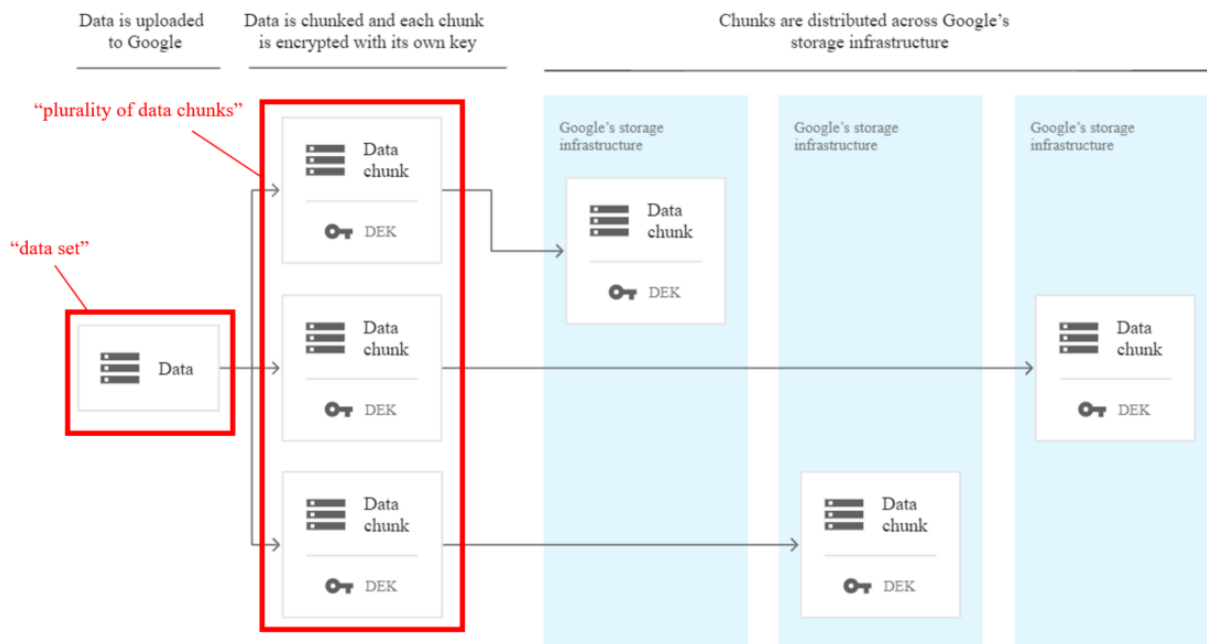 Data is uploaded
to Google
Data is chunked and each chunk
is encrypted with its own key
Chunks are distributed across Google's
storage infrastructure
“plurality of data chunks”
“data set”
Data
Data
chunk
DEK
Data
chunk
DEK
Data
chunk
DEK
Google's storage
infrastructure
Data
chunk
DEK
Google's storage
infrastructure
Data
chunk
DEK
Google's storage
infrastructure
Data
chunk
DEK